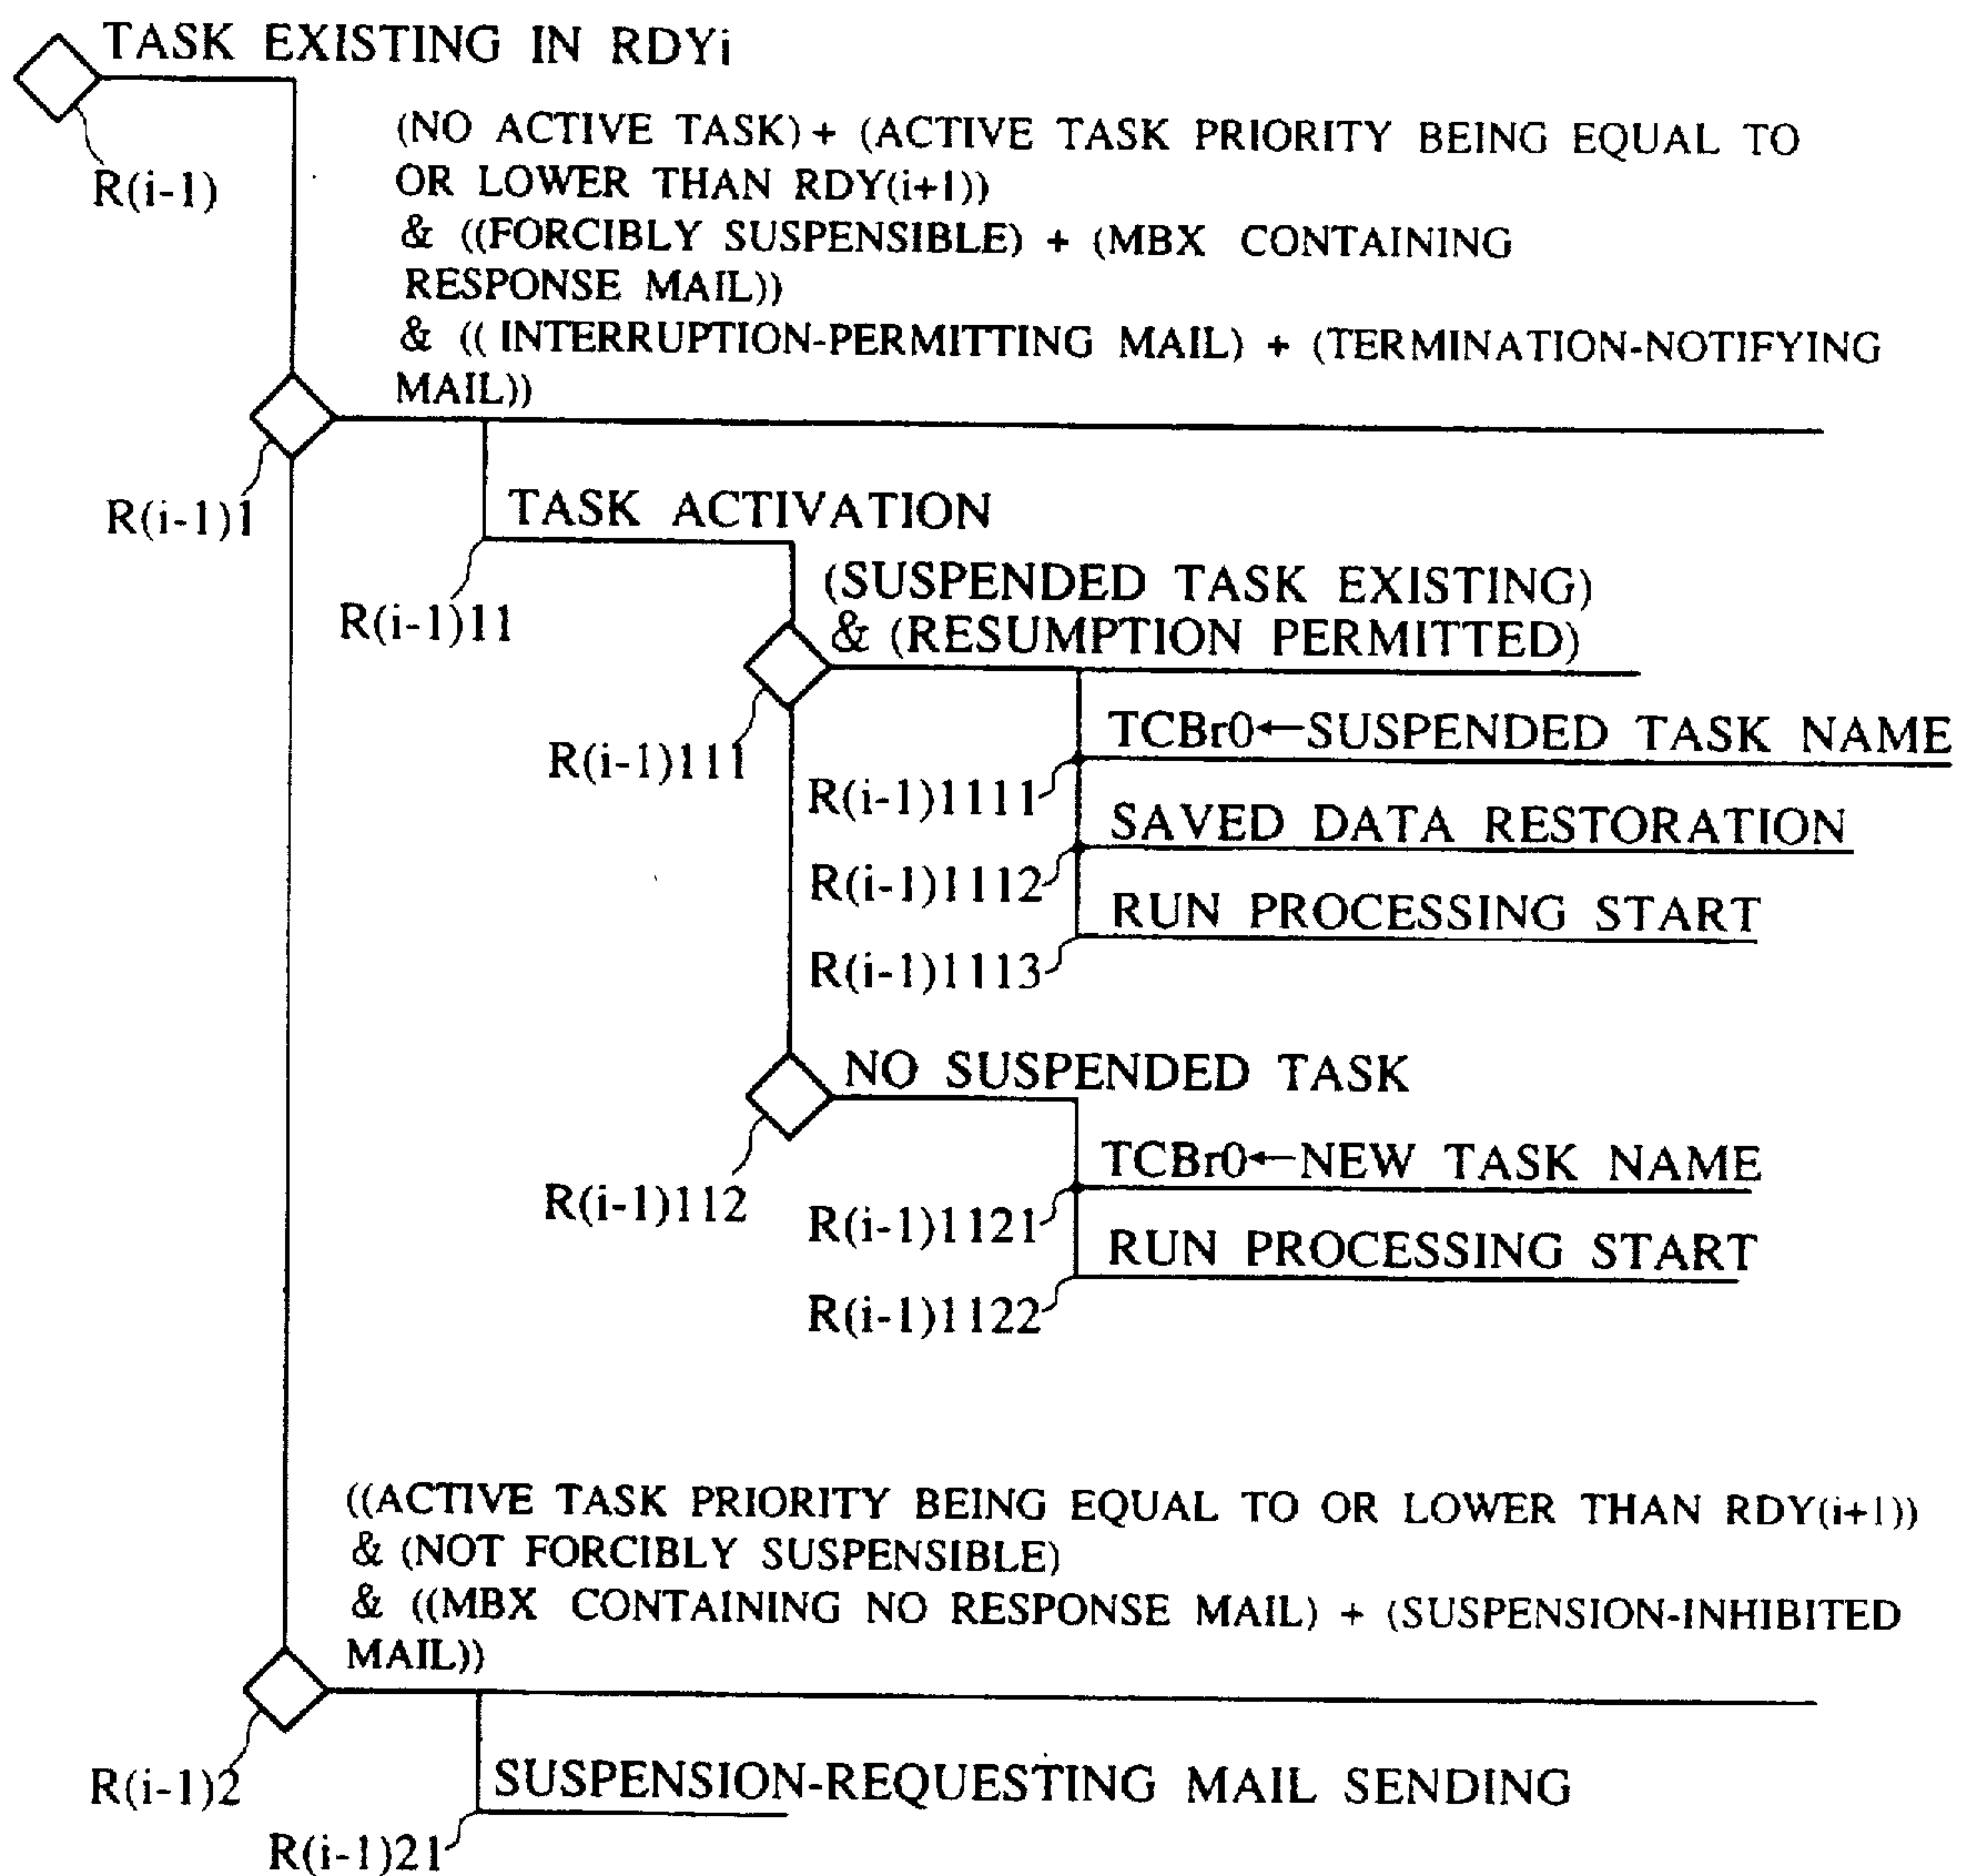 TASK EXISTING IN RDYi
R(i-1)
(NO ACTIVE TASK) + (ACTIVE TASK PRIORITY BEING EQUAL TO
OR LOWER THAN RDY(i+1))
& ((FORCIBLY SUSPENSIBLE) + (MBX CONTAINING
RESPONSE MAIL))
& (( INTERRUPTION-PERMITTING MAIL) + (TERMINATION-NOTIFYING
MAIL))
R(i-1)1
TASK ACTIVATION
R(i-1)11
(SUSPENDED TASK EXISTING)
& (RESUMPTION PERMITTED)
R(i-1)111
TCBr0←SUSPENDED TASK NAME
R(i-1)1111
SAVED DATA RESTORATION
R(i-1)1112
RUN PROCESSING START
R(i-1)1113
NO SUSPENDED TASK
R(i-1)112
TCBr0←NEW TASK NAME
R(i-1)1121
RUN PROCESSING START
R(i-1)1122
((ACTIVE TASK PRIORITY BEING EQUAL TO OR LOWER THAN RDY(i+1))
& (NOT FORCIBLY SUSPENSIBLE)
& ((MBX CONTAINING NO RESPONSE MAIL) + (SUSPENSION-INHIBITED
MAIL))
R(i-1)2
SUSPENSION-REQUESTING MAIL SENDING
R(i-1)21